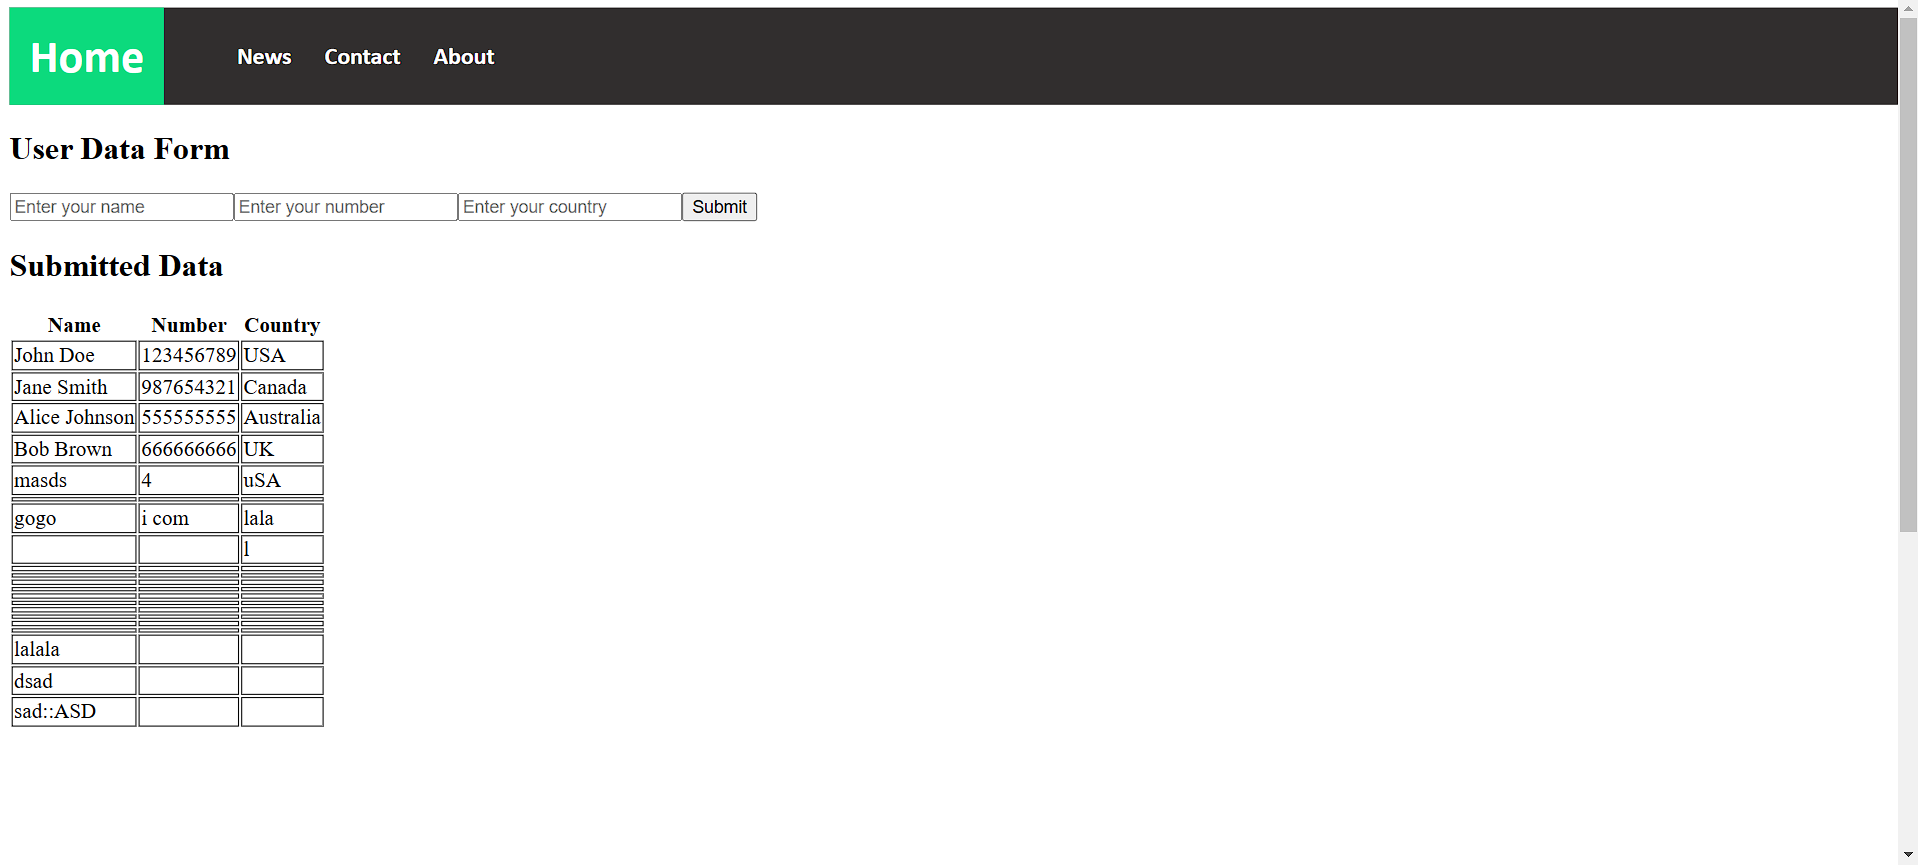 Home News Contact About
User Data Form
Enter your name Enter your number Enter your country Submit
Submitted Data
Name Number Country
John Doe 123456789 USA
Jane Smith 987654321 Canada
Alice Johnson 555555555 Australia
Bob Brown 666666666 UK
masds 4 uSA
gogo i com lala
l
lalala
dsad
sad::ASD